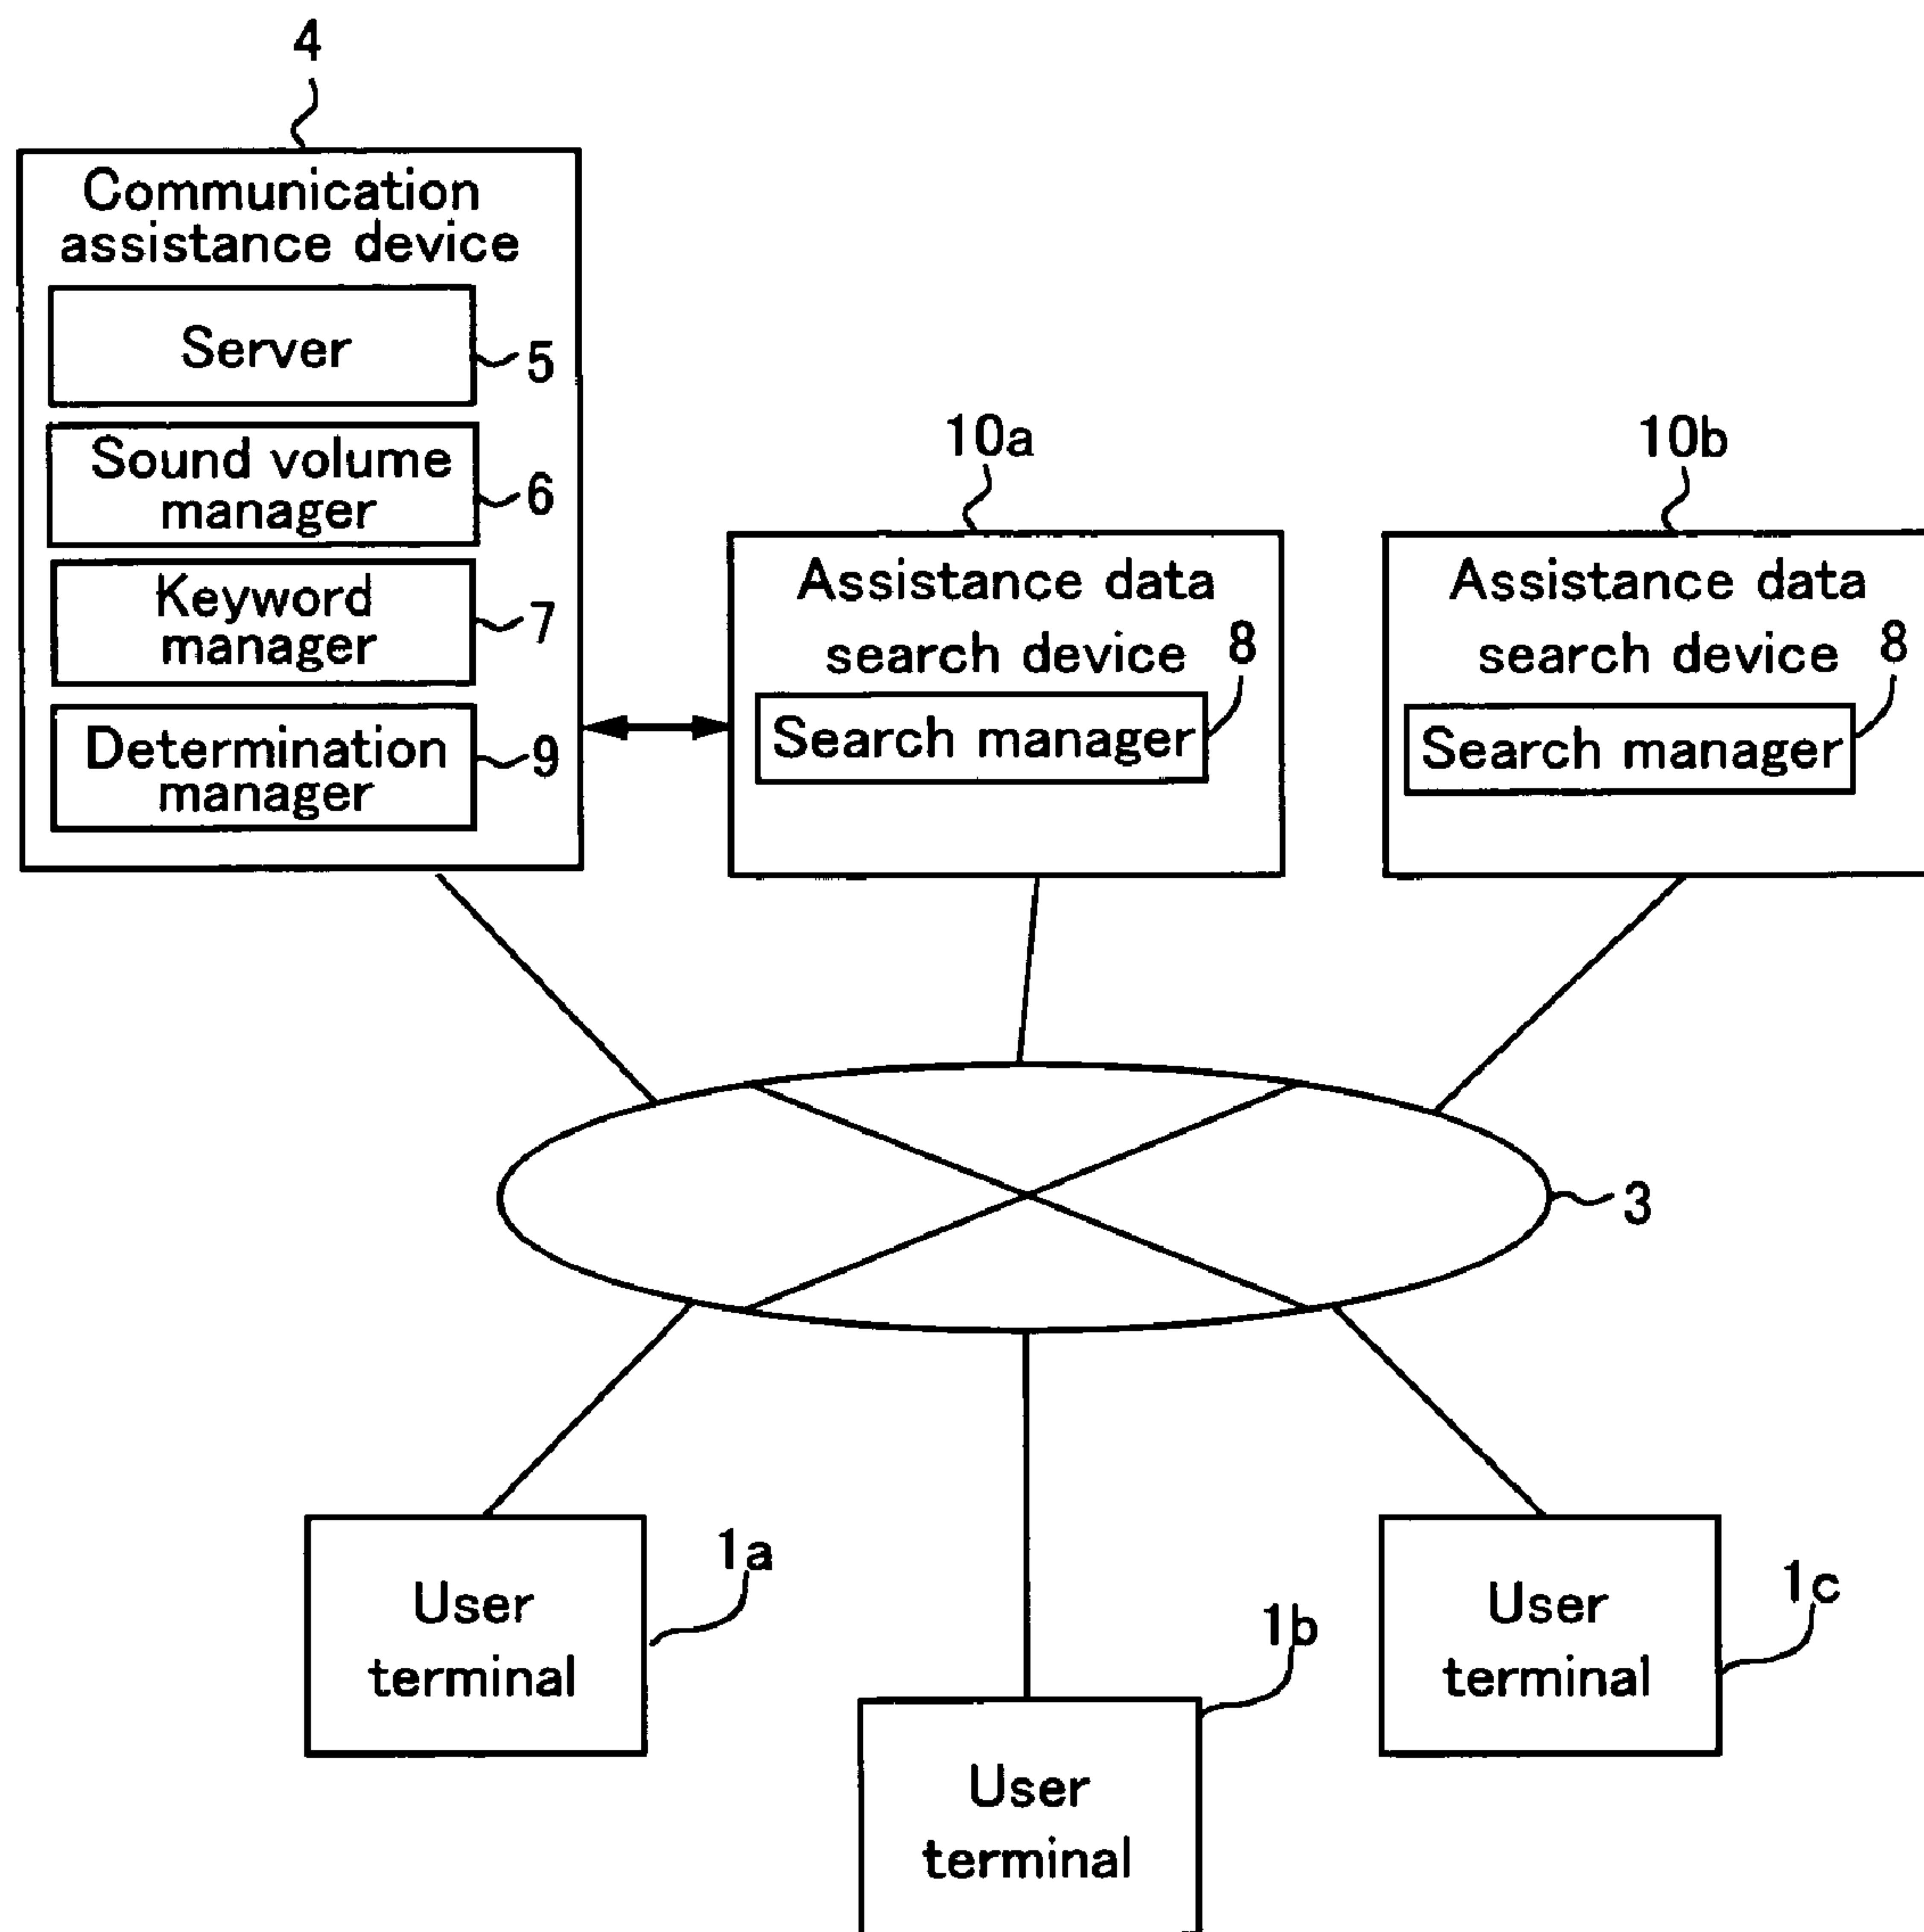 4
Communication
assistance device
Server
5
Sound volume
manager
6
Keyword
manager
7
Determination
manager
9
10a
Assistance data
search device
8
Search manager
10b
Assistance data
search device
8
Search manager
3
User
terminal
1a
User
terminal
1b
User
terminal
1c